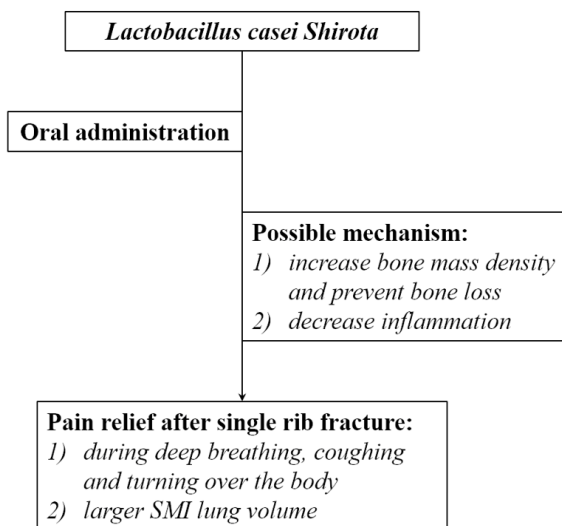 Lactobacillus casei Shirota
Oral administration
Possible mechanism:
1) increase bone mass density
and prevent bone loss
2) decrease inflammation
Pain relief after single rib fracture:
1) during deep breathing, coughing
and turning over the body
2) larger SMI lung volume